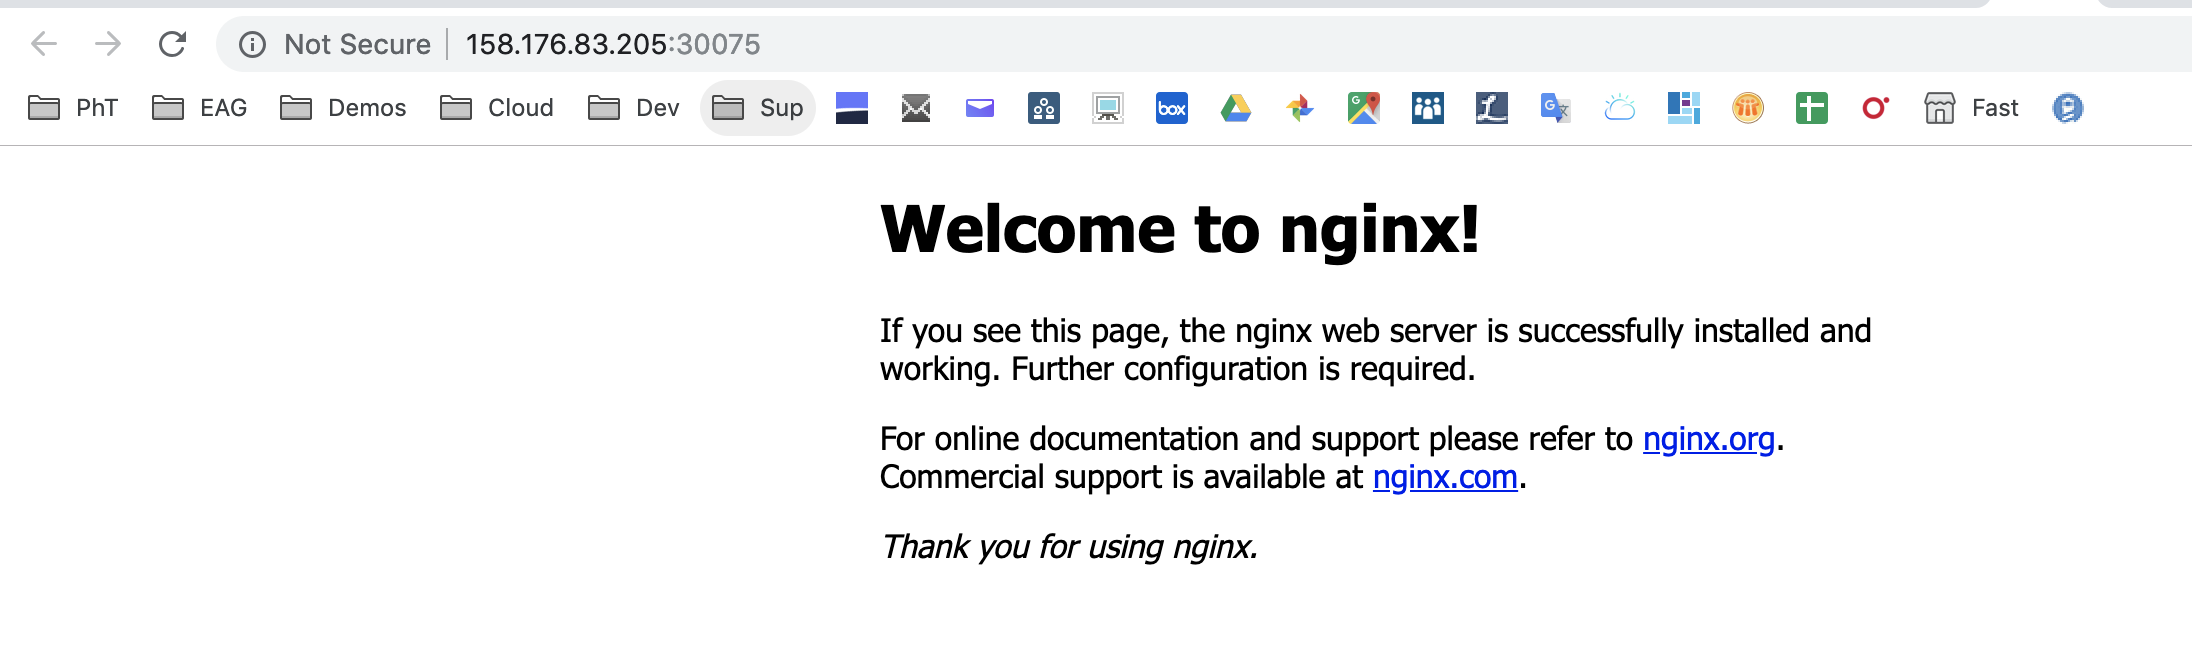 Not Secure | 158.176.83.205:30075
PhT EAG Demos Cloud Dev Sup box Fast
Welcome to nginx!
If you see this page, the nginx web server is successfully installed and
working. Further configuration is required.
For online documentation and support please refer to nginx.org.
Commercial support is available at nginx.com.
Thank you for using nginx.